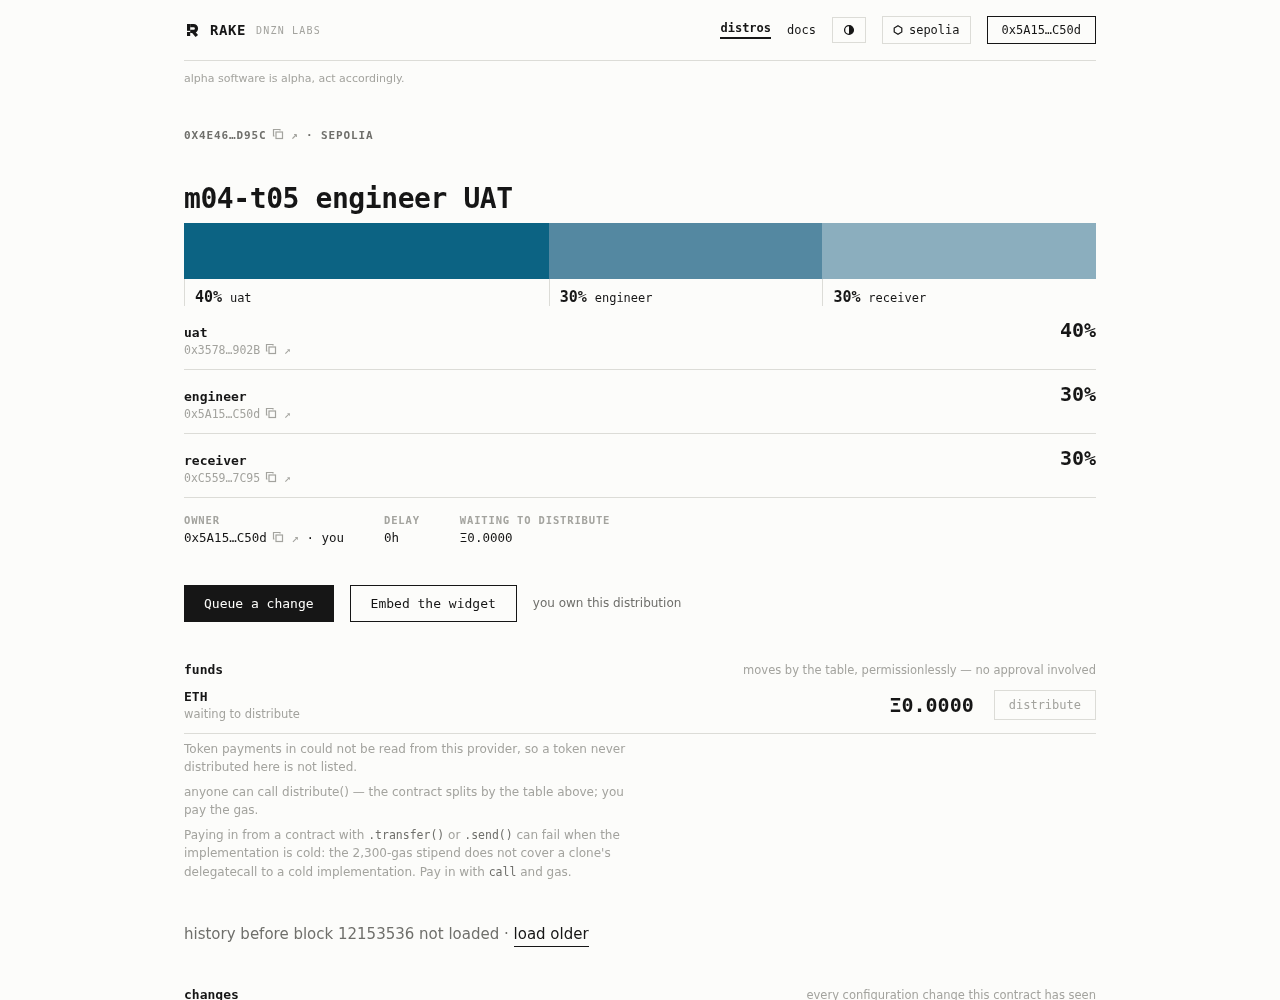 RAKE DNZN LABS distros docs sepolia 0x5A15…C50d
alpha software is alpha, act accordingly.
0X4E46…D95C ↗ · SEPOLIA
m04-t05 engineer UAT
40% uat 30% engineer 30% receiver
uat 40%
0x3578…902B ↗
engineer 30%
0x5A15…C50d ↗
receiver 30%
0xC559…7C95 ↗
OWNER DELAY WAITING TO DISTRIBUTE
0x5A15…C50d ↗ · you 0h Ξ0.0000
Queue a change Embed the widget you own this distribution
funds moves by the table, permissionlessly — no approval involved
ETH Ξ0.0000 distribute
waiting to distribute
Token payments in could not be read from this provider, so a token never
distributed here is not listed.
anyone can call distribute() — the contract splits by the table above; you
pay the gas.
Paying in from a contract with .transfer() or .send() can fail when the
implementation is cold: the 2,300-gas stipend does not cover a clone's
delegatecall to a cold implementation. Pay in with call and gas.
history before block 12153536 not loaded · load older
changes every configuration change this contract has seen